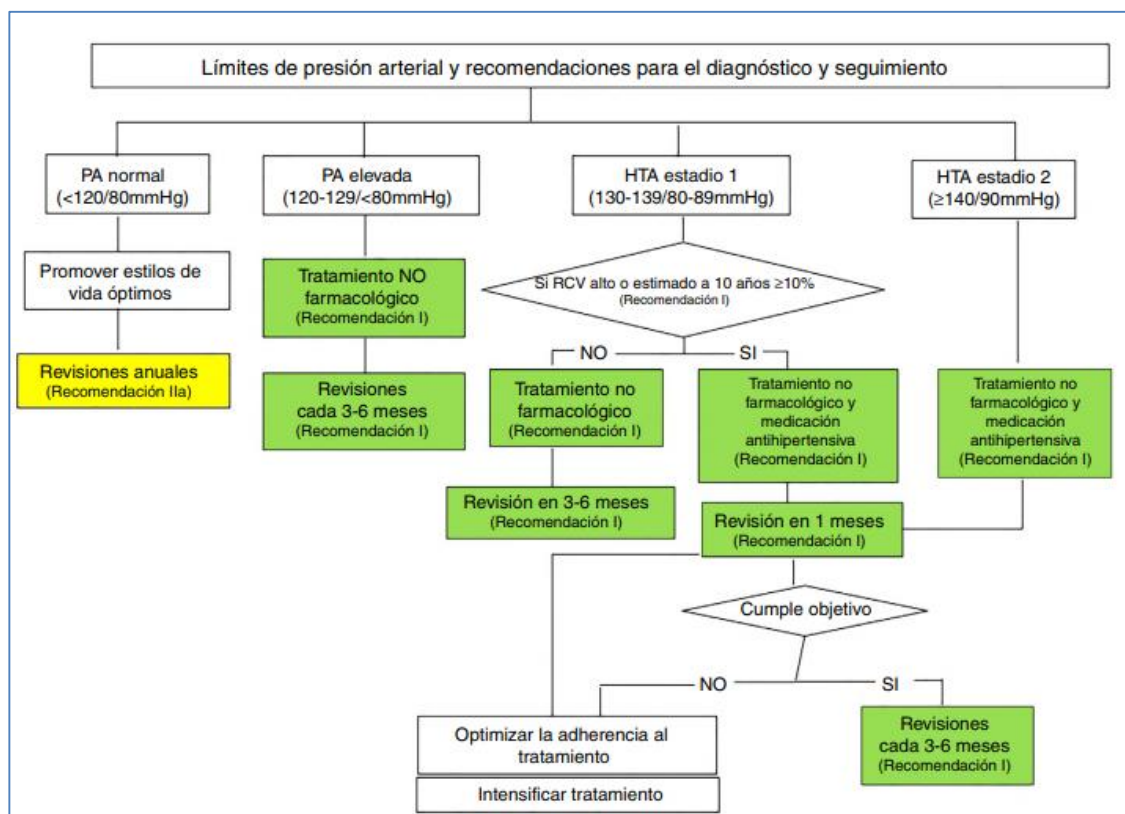 Límites de presión arterial y recomendaciones para el diagnóstico y seguimiento
PA normal
(<120/80mmHg)
Promover estilos de
vida óptimos
Revisiones anuales
(Recomendación IIa)
PA elevada
(120-129/<80mmHg)
Tratamiento NO
farmacológico
(Recomendación I)
Revisiones
cada 3-6 meses
(Recomendación I)
HTA estadio 1
(130-139/80-89mmHg)
Si RCV alto o estimado a 10 años ≥10%
(Recomendación I)
NO
SI
Tratamiento no
farmacológico
(Recomendación I)
Revisión en 3-6 meses
(Recomendación I)
Tratamiento no
farmacológico y
medicación
antihipertensiva
(Recomendación I)
HTA estadio 2
(≥140/90mmHg)
Tratamiento no
farmacológico y
medicación
antihipertensiva
(Recomendación I)
Revisión en 1 meses
(Recomendación I)
Cumple objetivo
NO
SI
Optimizar la adherencia al
tratamiento
Intensificar tratamiento
Revisiones
cada 3-6 meses
(Recomendación I)